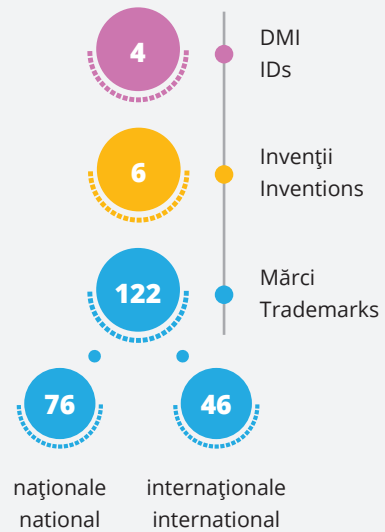 4
DMI
IDs
6
Invenţii
Inventions
122
Mărci
Trademarks
76
46
naţionale
national
internaţionale
international